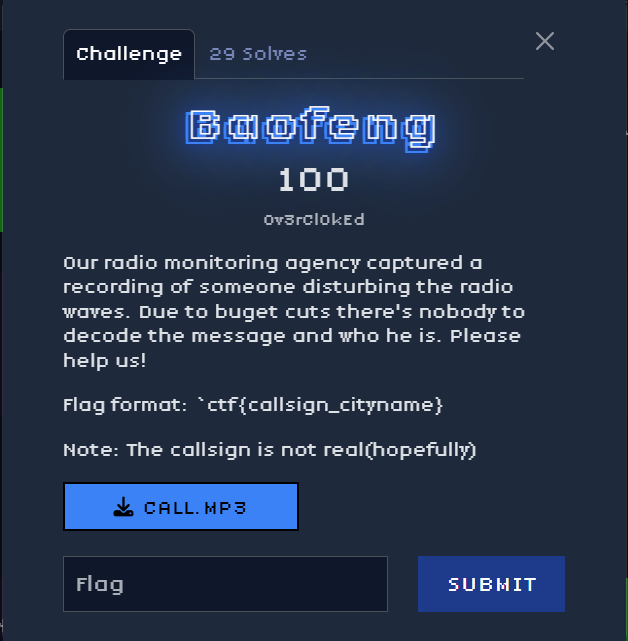 Challenge
29 Solves
Baofeng
100
0v3rCl0kEd
Our radio monitoring agency captured a
recording of someone disturbing the radio
waves. Due to buget cuts there's nobody to
decode the message and who he is. Please
help us!
Flag format: `ctf{callsign_cityname}
Note: The callsign is not real(hopefully)
CALL.MP3
Flag
SUBMIT